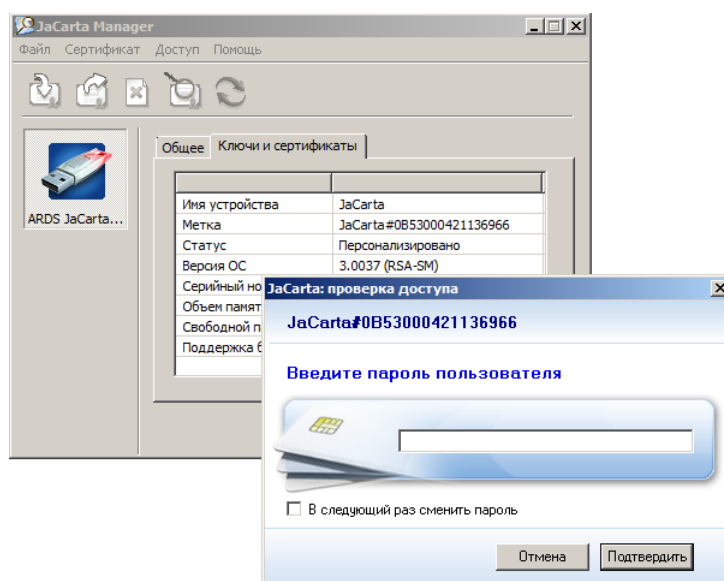 JaCarta Manager
Файл Сертификат Доступ Помощь
ARDS JaCarta...
Общее Ключи и сертификаты
Имя устройства JaCarta
Метка JaCarta#0B53000421136966
Статус Персонализировано
Версия ОС 3.0037 (RSA-SM)
Серийный но
Объем памят
Свободной п
Поддержка б
JaCarta: проверка доступа
JaCarta#0B53000421136966
Введите пароль пользователя
В следующий раз сменить пароль
Отмена Подтвердить